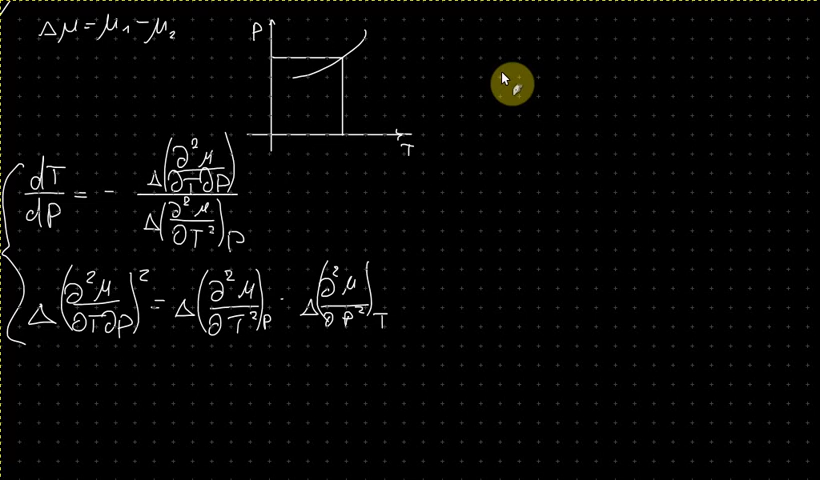 Δμ = μ₁ - μ₂
P
T
dT/dP = - Δ(∂²μ/∂T∂P) / Δ(∂²μ/∂T²)_P
Δ(∂²μ/∂T∂P)² = Δ(∂²μ/∂T²)_P · Δ(∂²μ/∂P²)_T